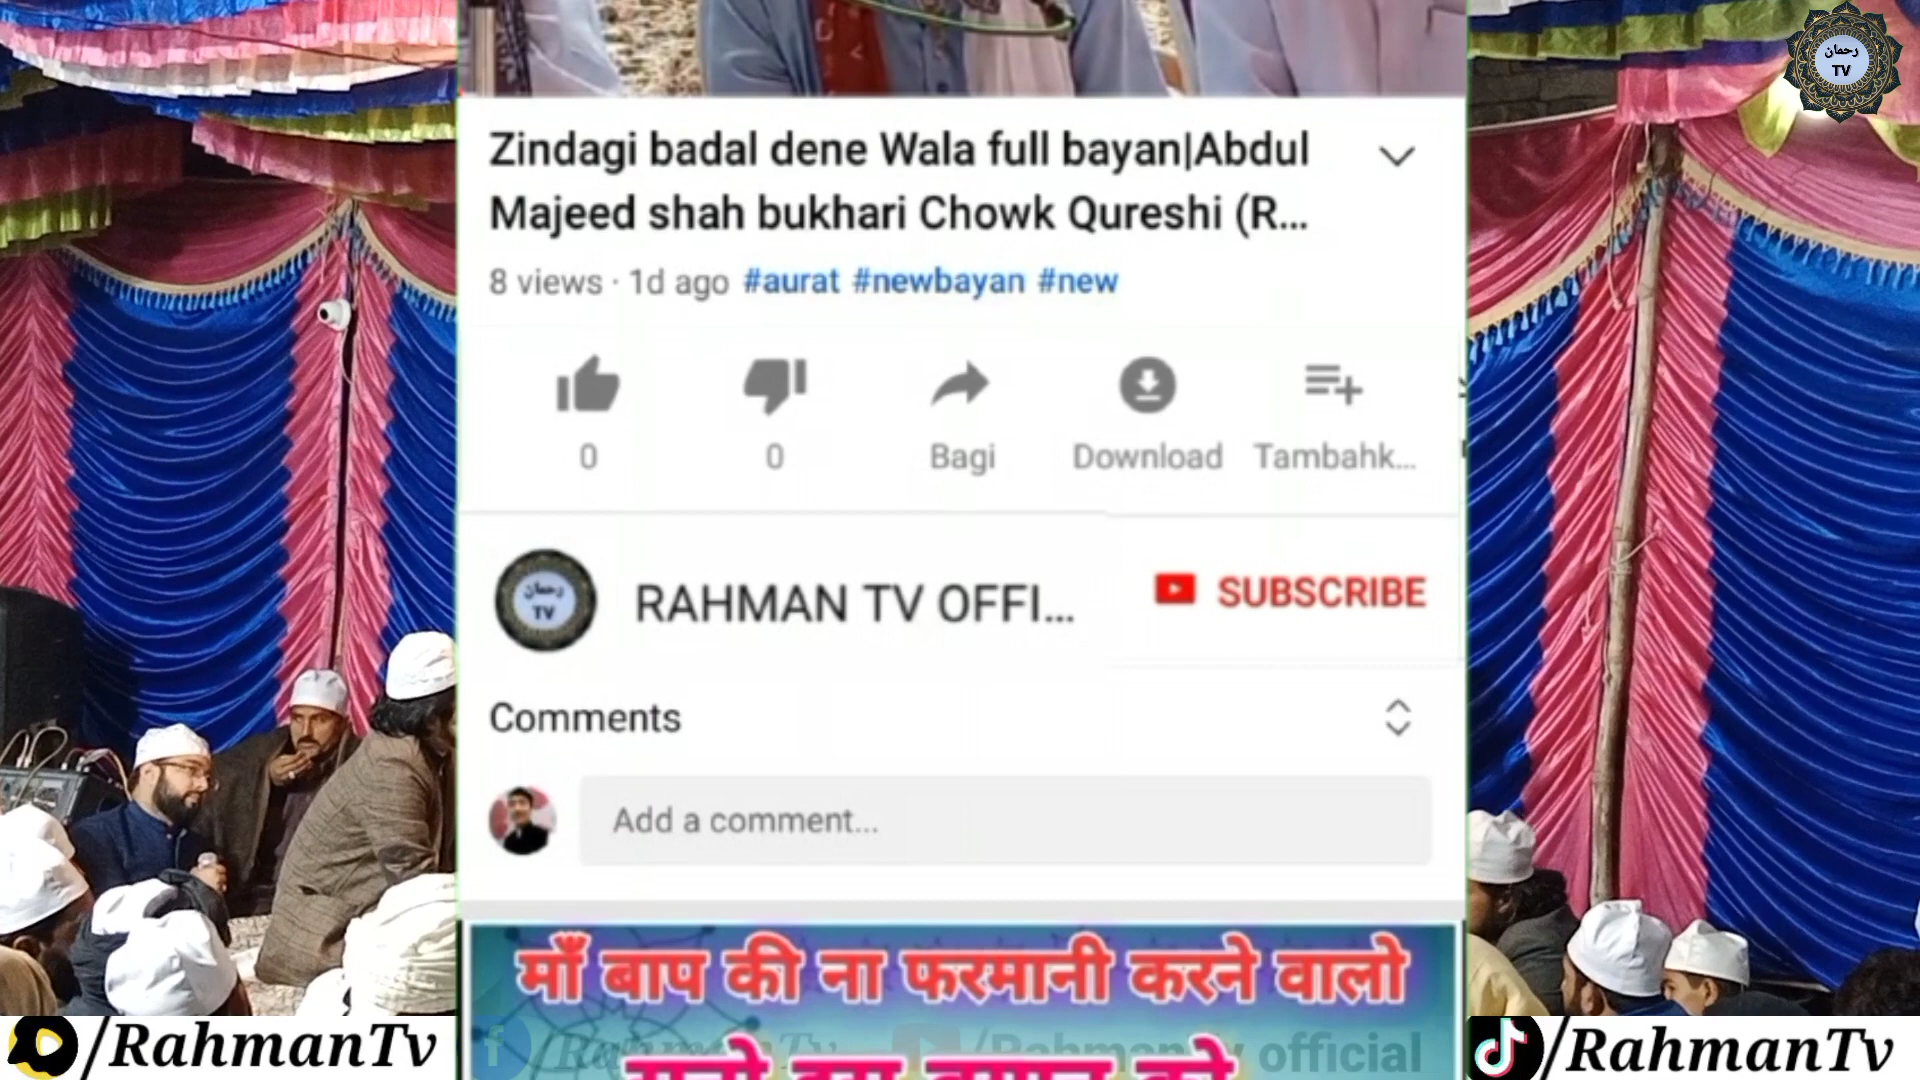 رحمان
TV
Zindagi badal dene Wala full bayan|Abdul
Majeed shah bukhari Chowk Qureshi (R...
8 views · 1d ago #aurat #newbayan #new
0
0
Bagi
Download
Tambahk...
رحمان
TV
RAHMAN TV OFFI...
SUBSCRIBE
Comments
Add a comment...
माँ बाप की ना फरमानी करने वालो
/RahmanTv
official
/RahmanTv